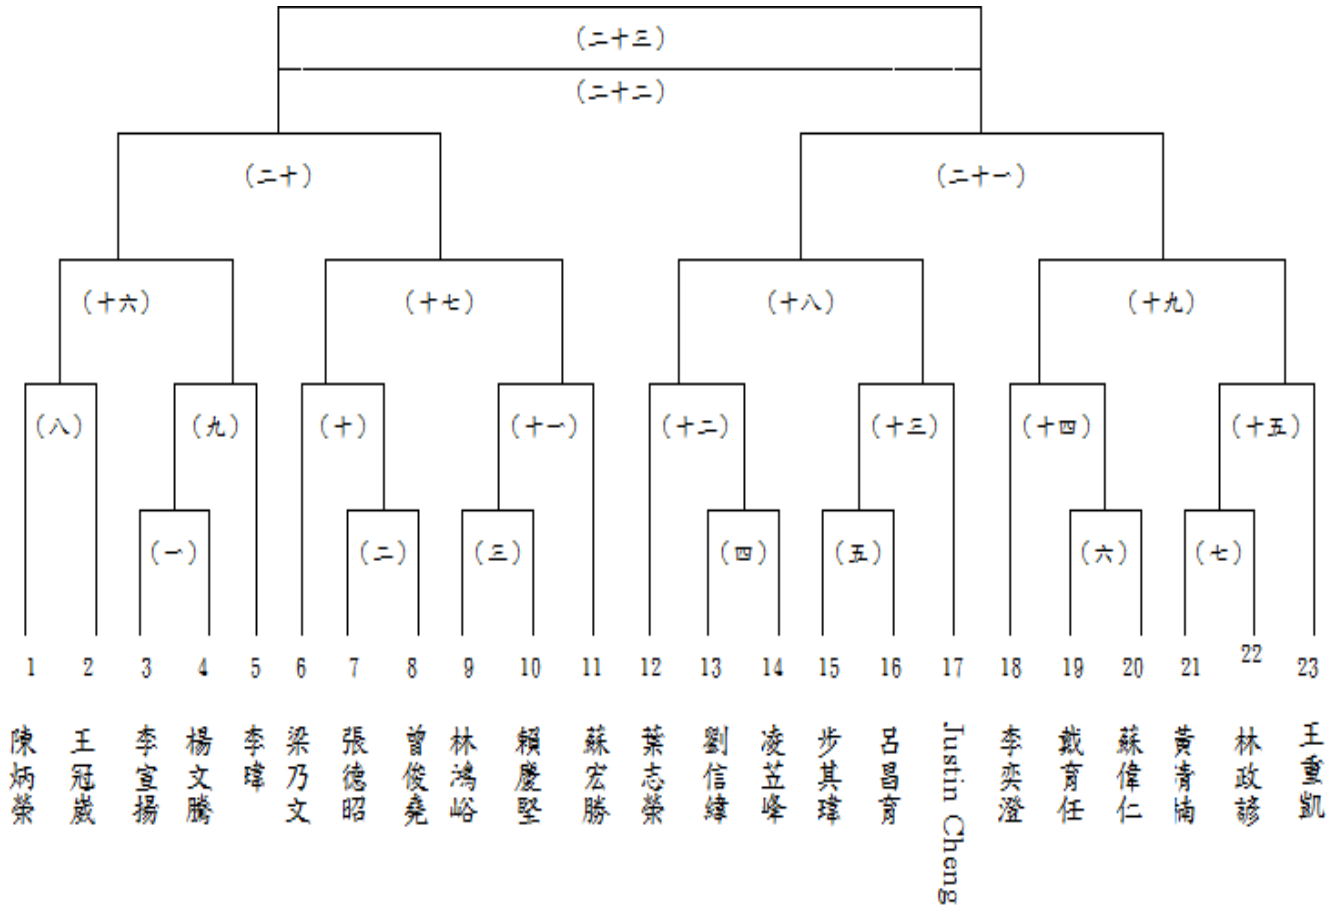 (二十三)
(二十二)
(二十) (二十一)
(十六) (十七) (十八) (十九)
(八) (九) (十) (十一) (十二) (十三) (十四) (十五)
(一) (二) (三) (四) (五) (六) (七)
1 2 3 4 5 6 7 8 9 10 11 12 13 14 15 16 17 18 19 20 21 22 23
陳炳榮
王冠崴
李宣揚
楊文騰
李瑋
梁乃文
張德昭
曾俊堯
林鴻峪
賴慶堅
蘇宏勝
葉志榮
劉信緯
凌苙峰
步其瑋
呂昌育
Justin Cheng
李奕澄
戴育任
蘇偉仁
黃清楠
林政諺
王重凱